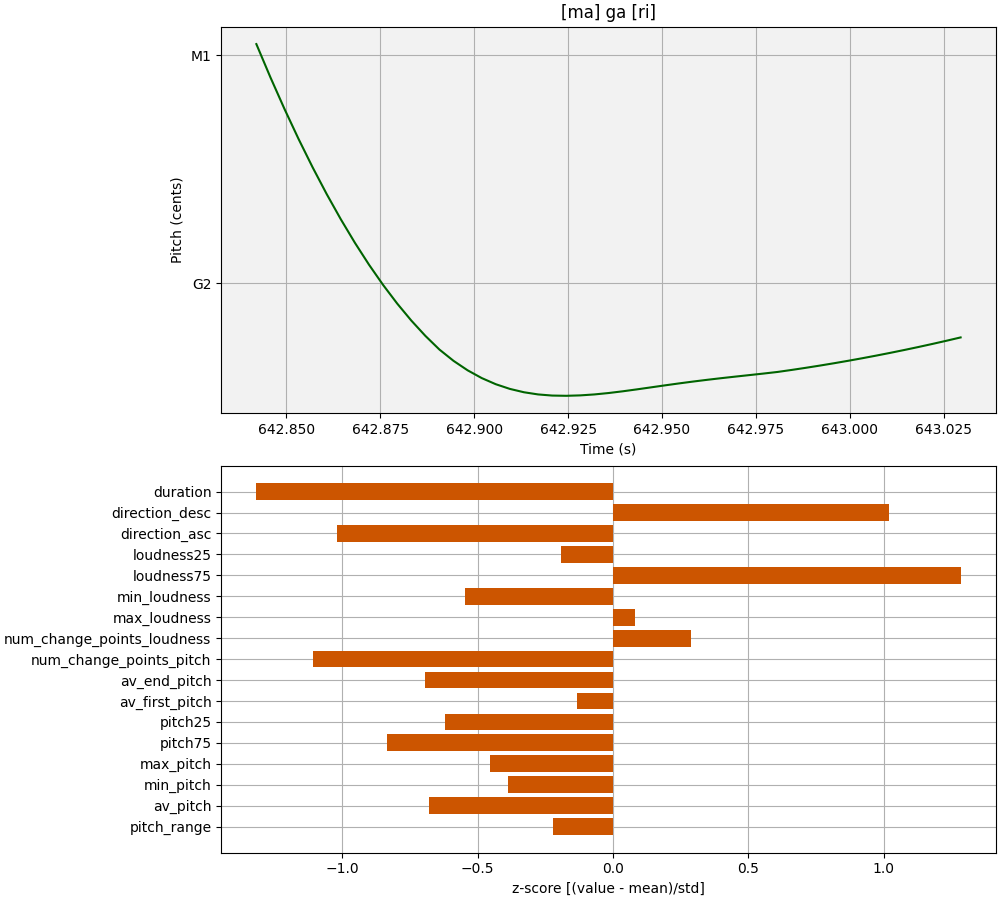 [ma] ga [ri]
M1
G2
Pitch (cents)
642.850 642.875 642.900 642.925 642.950 642.975 643.000 643.025
Time (s)
duration
direction_desc
direction_asc
loudness25
loudness75
min_loudness
max_loudness
num_change_points_loudness
num_change_points_pitch
av_end_pitch
av_first_pitch
pitch25
pitch75
max_pitch
min_pitch
av_pitch
pitch_range
−1.0 −0.5 0.0 0.5 1.0
z-score [(value - mean)/std]